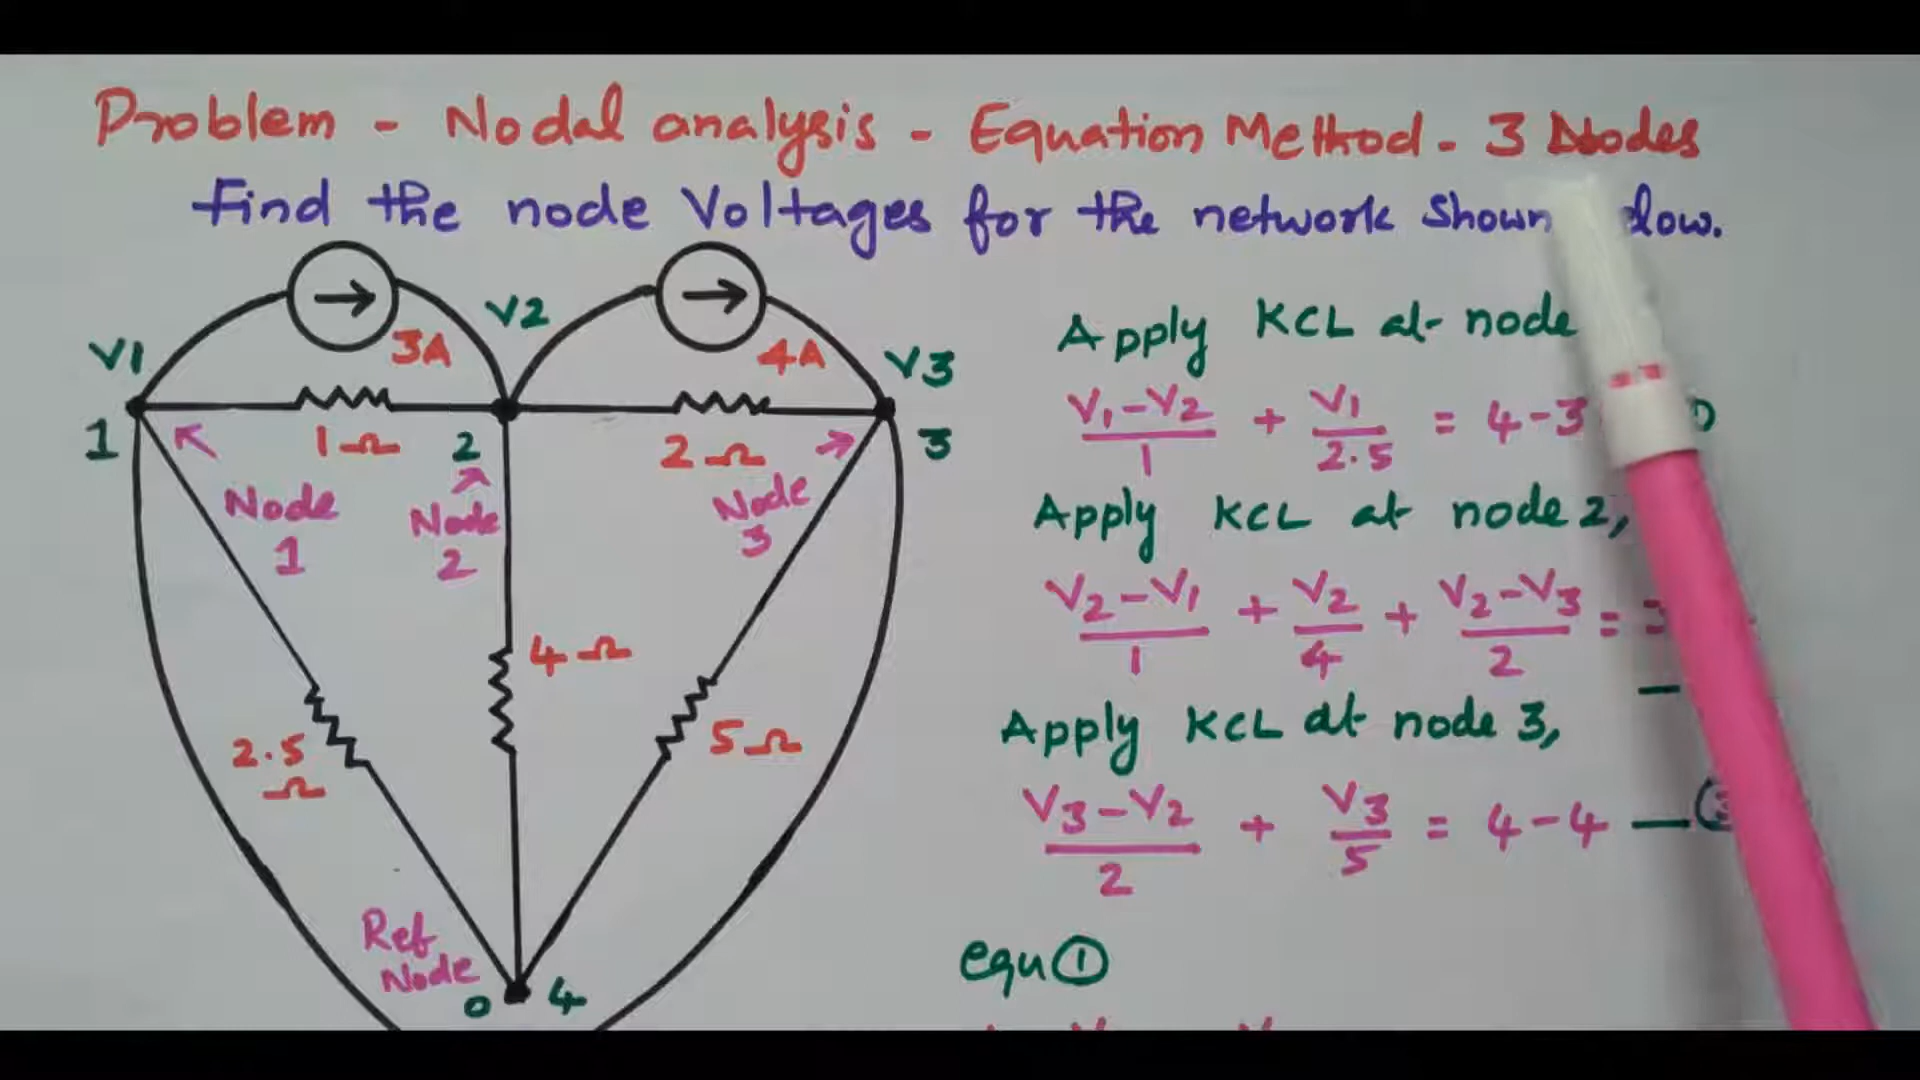 Problem - Nodal analysis - Equation Method - 3 Nodes
Find the node Voltages for the network shown
V1
3A
V2
4A
V3
1
1Ω
2
2Ω
3
Node 1
Node 2
Node 3
2.5 Ω
4Ω
5Ω
Ref Node
0
4
Apply KCL at node
V1-V2/1 + V1/2.5 = 4-3
Apply KCL at node 2,
V2-V1/1 + V2/4 + V2-V3/2 =
Apply KCL at node 3,
V3-V2/2 + V3/5 = 4-4 — ③
equ ①